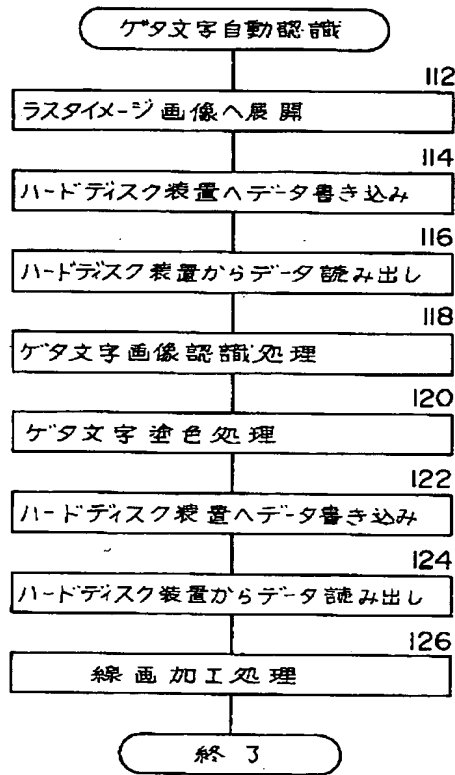 ゲタ文字自動認識
112
ラスタイメージ画像へ展開
114
ハードディスク装置へデータ書き込み
116
ハードディスク装置からデータ読み出し
118
ゲタ文字画像認識処理
120
ゲタ文字塗色処理
122
ハードディスク装置へデータ書き込み
124
ハードディスク装置からデータ読み出し
126
線画加工処理
終了